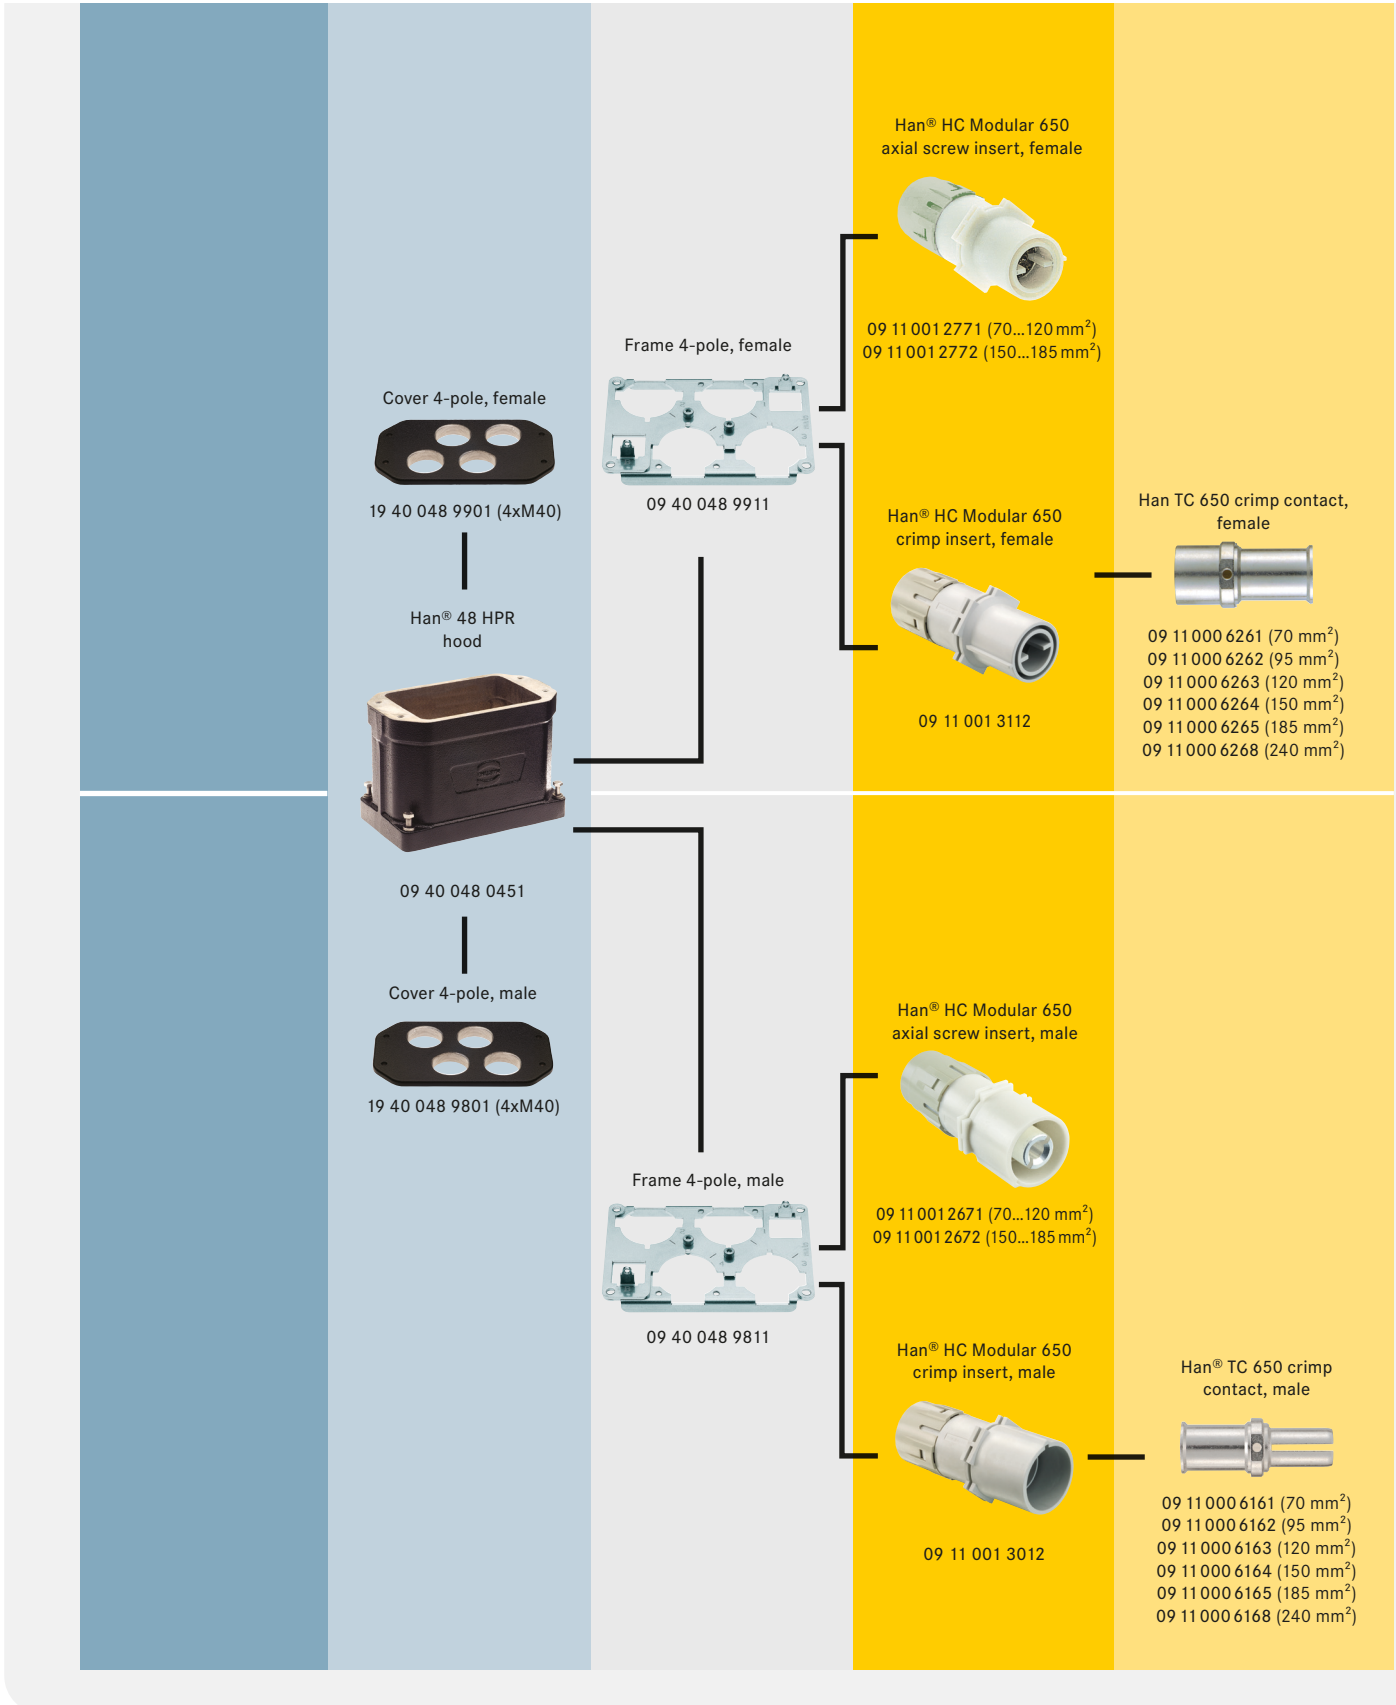 Han® HC Modular 650
axial screw insert, female
09 11 001 2771 (70...120 mm²)
09 11 001 2772 (150...185 mm²)
Frame 4-pole, female
09 40 048 9911
Cover 4-pole, female
19 40 048 9901 (4xM40)
Han® HC Modular 650
crimp insert, female
09 11 001 3112
Han TC 650 crimp contact,
female
09 11 000 6261 (70 mm²)
09 11 000 6262 (95 mm²)
09 11 000 6263 (120 mm²)
09 11 000 6264 (150 mm²)
09 11 000 6265 (185 mm²)
09 11 000 6268 (240 mm²)
Han® 48 HPR
hood
09 40 048 0451
Cover 4-pole, male
19 40 048 9801 (4xM40)
Han® HC Modular 650
axial screw insert, male
09 11 001 2671 (70...120 mm²)
09 11 001 2672 (150...185 mm²)
Frame 4-pole, male
09 40 048 9811
Han® HC Modular 650
crimp insert, male
09 11 001 3012
Han® TC 650 crimp
contact, male
09 11 000 6161 (70 mm²)
09 11 000 6162 (95 mm²)
09 11 000 6163 (120 mm²)
09 11 000 6164 (150 mm²)
09 11 000 6165 (185 mm²)
09 11 000 6168 (240 mm²)